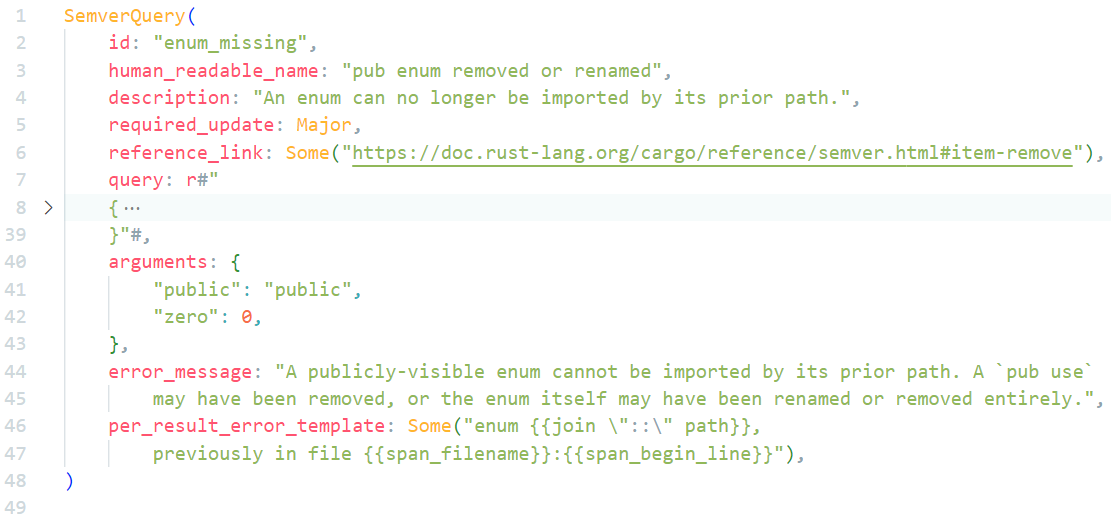 1 SemverQuery(
2     id: "enum_missing",
3     human_readable_name: "pub enum removed or renamed",
4     description: "An enum can no longer be imported by its prior path.",
5     required_update: Major,
6     reference_link: Some("https://doc.rust-lang.org/cargo/reference/semver.html#item-remove"),
7     query: r#"
8 >   {···
39     }"#,
40     arguments: {
41         "public": "public",
42         "zero": 0,
43     },
44     error_message: "A publicly-visible enum cannot be imported by its prior path. A `pub use`
45         may have been removed, or the enum itself may have been renamed or removed entirely.",
46     per_result_error_template: Some("enum {{join \"::\" path}},
47         previously in file {{span_filename}}:{{span_begin_line}}"),
48 )
49